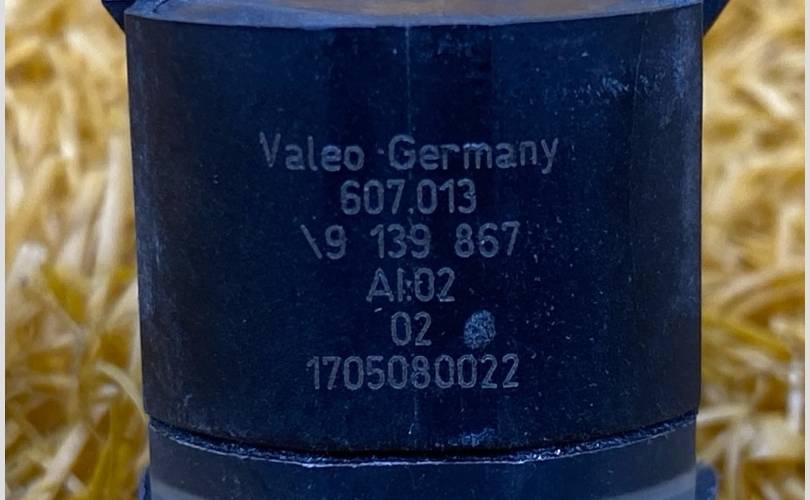 Valeo Germany
607.013
\9 139 867
AI:02
02
1705080022